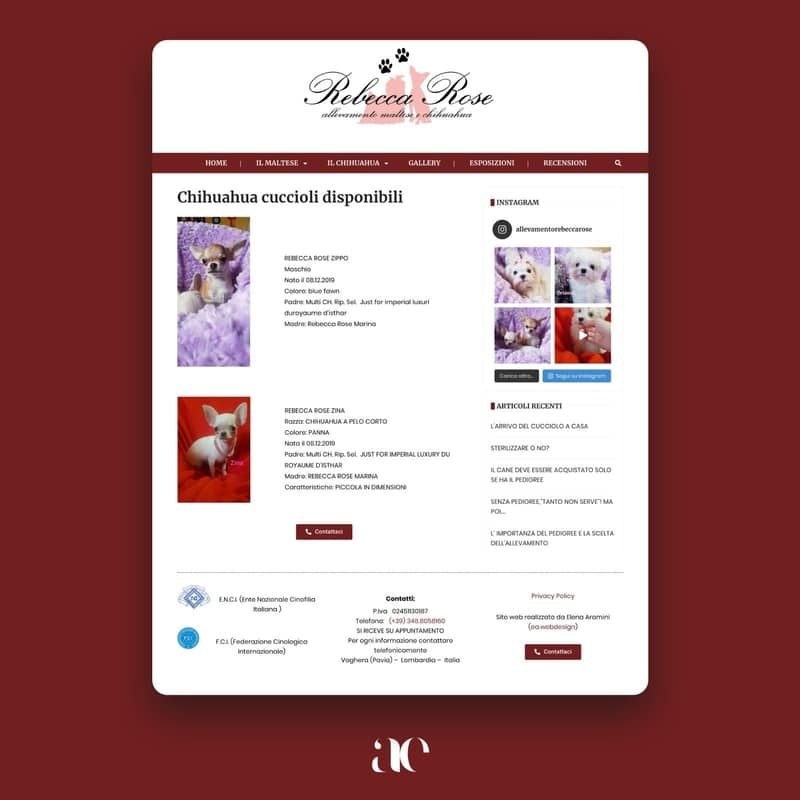 Rebecca Rose
allevamento maltese e chihuahua
HOME | IL MALTESE IL CHIHUAHUA GALLERY | ESPOSIZIONI | RECENSIONI
Chihuahua cuccioli disponibili
REBECCA ROSE ZIPPO
Maschio
Nato il 08.12.2019
Colore: blue fawn
Padre: Multi CH. Rip. Sel. Just for imperial luxuri
duroyaume d'isthar
Madre: Rebecca Rose Marina
Zina
REBECCA ROSE ZINA
Razza: CHIHUAHUA A PELO CORTO
Colore: PANNA
Nata il 08.12.2019
Padre: Multi CH. Rip. Sel. JUST FOR IMPERIAL LUXURY DU
ROYAUME D'ISTHAR
Madre: REBECCA ROSE MARINA
Caratteristiche: PICCOLA IN DIMENSIONI
Contattaci
INSTAGRAM
allevamentorebeccarose
Carica altro...
Segui su Instagram
ARTICOLI RECENTI
L'ARRIVO DEL CUCCIOLO A CASA
STERILIZZARE O NO?
IL CANE DEVE ESSERE ACQUISTATO SOLO
SE HA IL PEDIGREE
SENZA PEDIGREE,"TANTO NON SERVE"! MA
POI...
L' IMPORTANZA DEL PEDIGREE E LA SCELTA
DELL'ALLEVAMENTO
E.N.C.I. (Ente Nazionale Cinofilia
Italiana )
F.C.I. (Federazione Cinologica
Internazionale)
Contatti:
P.Iva 02451130187
Telefono: (+39) 348.8058160
SI RICEVE SU APPUNTAMENTO
Per ogni informazione contattare
telefonicamente
Voghera (Pavia) – Lombardia – Italia
Privacy Policy
Sito web realizzato da Elena Aramini
(ea.webdesign)
Contattaci
ae